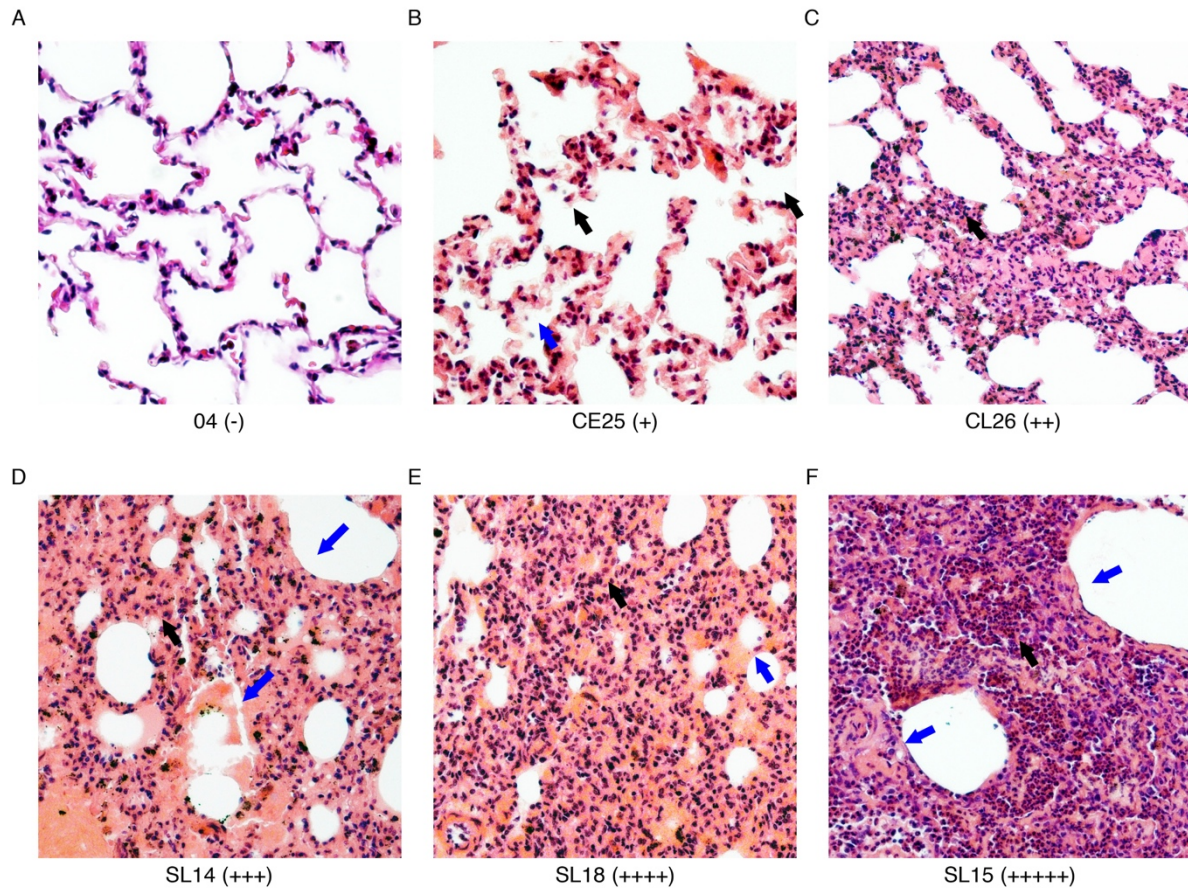 A
B
C
04 (-)
CE25 (+)
CL26 (++)
D
E
F
SL14 (+++)
SL18 (++++)
SL15 (+++++)